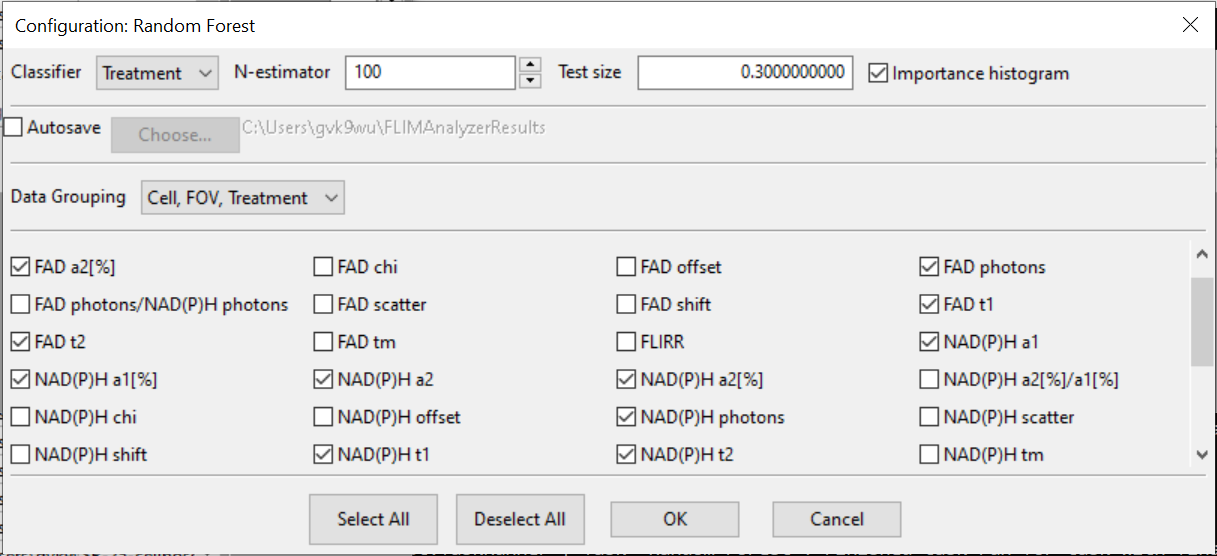 Configuration: Random Forest
Classifier Treatment N-estimator 100 Test size 0.3000000000 Importance histogram
Autosave Choose... C:\Users\gvk9wu\FLIMAnalyzerResults
Data Grouping Cell, FOV, Treatment
FAD a2[%] FAD chi FAD offset FAD photons
FAD photons/NAD(P)H photons FAD scatter FAD shift FAD t1
FAD t2 FAD tm FLIRR NAD(P)H a1
NAD(P)H a1[%] NAD(P)H a2 NAD(P)H a2[%] NAD(P)H a2[%]/a1[%]
NAD(P)H chi NAD(P)H offset NAD(P)H photons NAD(P)H scatter
NAD(P)H shift NAD(P)H t1 NAD(P)H t2 NAD(P)H tm
Select All Deselect All OK Cancel